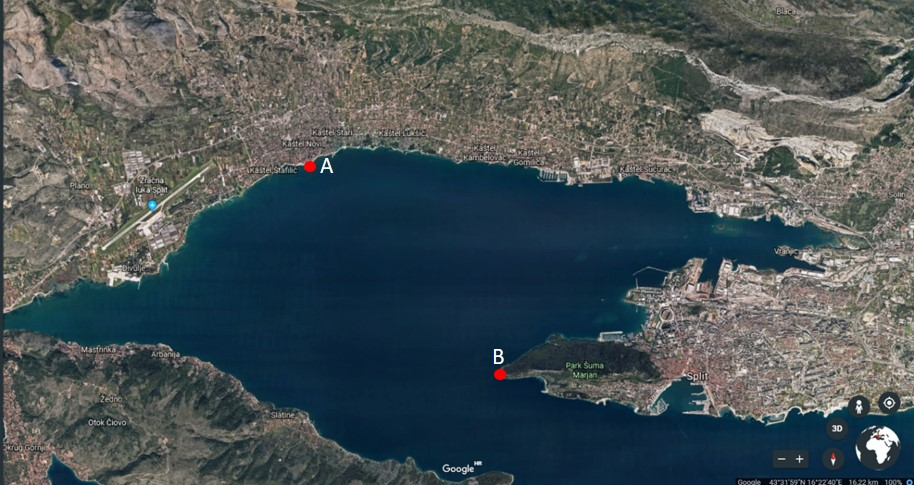 Blaca
Kaštel Stari
Kaštel Lukšić
Kaštel Novi
Kaštel
Kambelovac
Kaštel
Gomilica
A
Kaštel Štafilić
Kaštel Sućurac
Plano
Zračna
luka Split
Solin
Vranjic
Divulje
Mastrinka
Arbanija
B
Park Šuma
Marjan
Split
Žedno
Otok Čiovo
Slatine
Krug Gornji
3D
Google HR
Google 43°31'59"N 16°22'40"E 16.22 km 100%